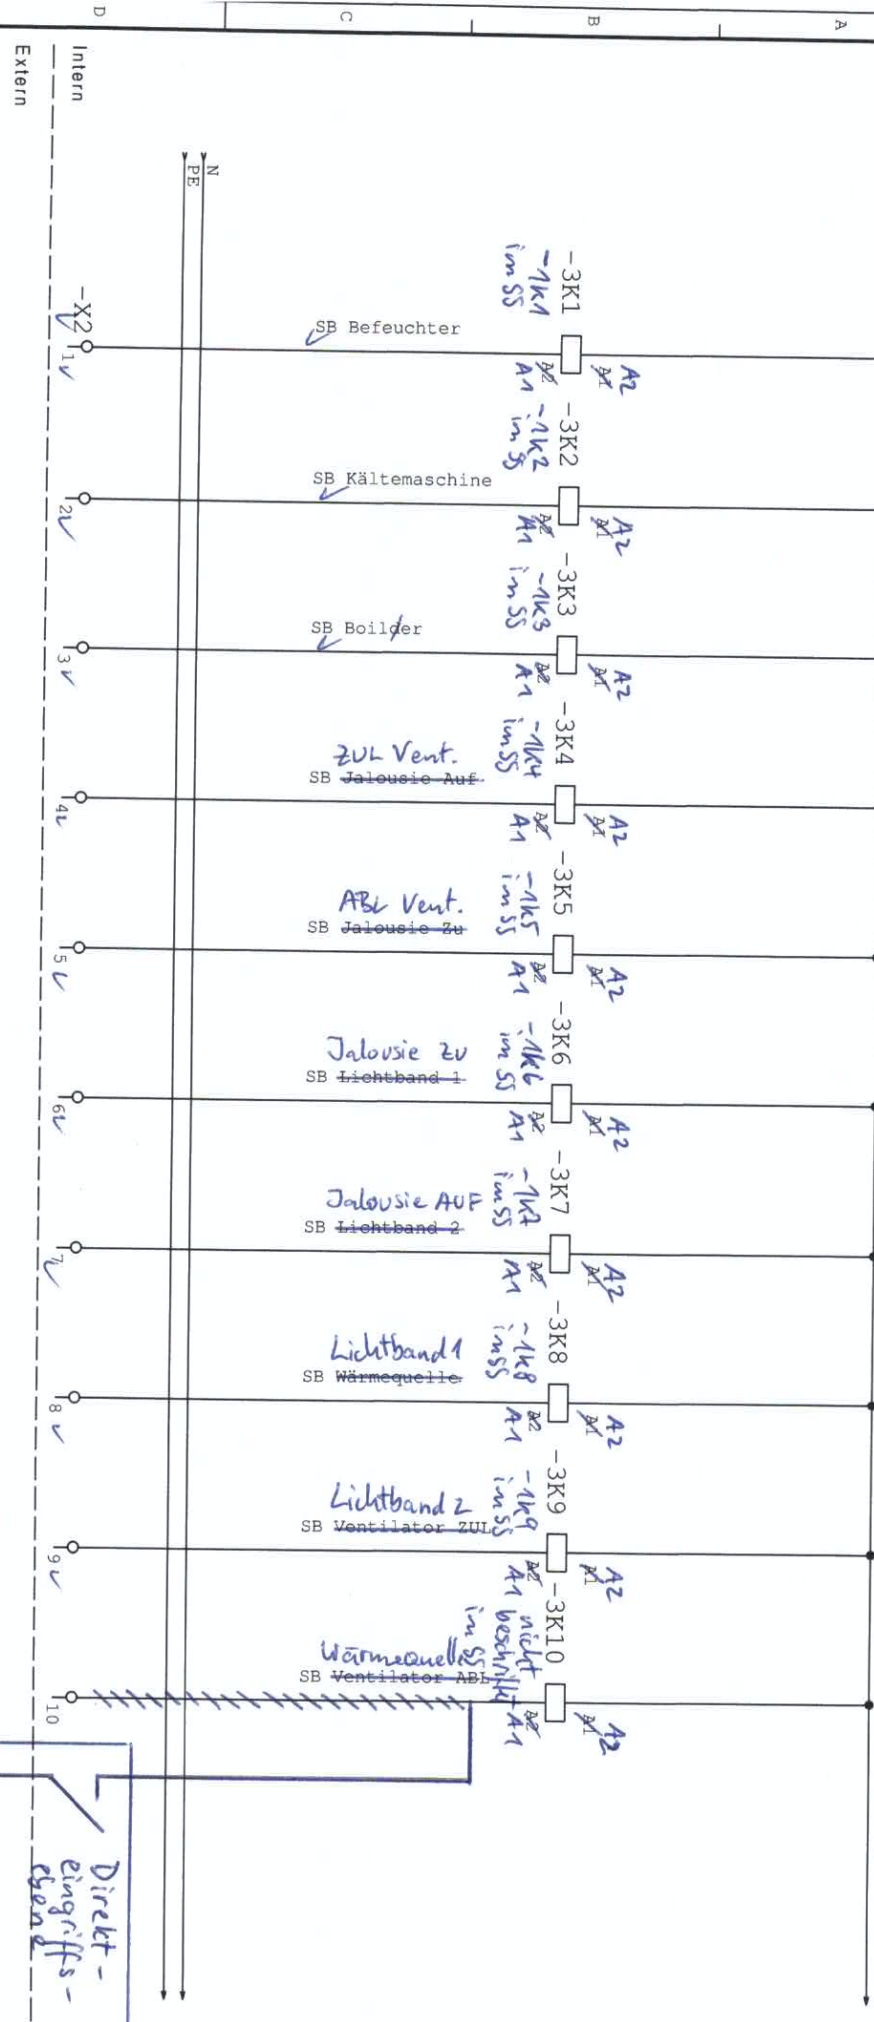 D
C
B
A
Intern
Extern
N
PE
-X2
-3K1
-1K1
im SS
A2
A1
A2
A1
SB Befeuchter
1
-3K2
-1K2
im SS
A2
A1
A2
A1
SB Kältemaschine
2
-3K3
-1K3
im SS
A2
A1
A2
A1
SB Boilder
3
-3K4
-1K4
im SS
A2
A1
A2
A1
ZUL Vent.
SB Jalousie Auf
4
-3K5
-1K5
im SS
A2
A1
A2
A1
ABL Vent.
SB Jalousie Zu
5
-3K6
-1K6
im SS
A2
A1
A2
A1
Jalousie ZU
SB Lichtband 1
6
-3K7
-1K7
im SS
A2
A1
A2
A1
Jalousie AUF
SB Lichtband 2
7
-3K8
-1K8
im SS
A2
A1
A2
A1
Lichtband 1
SB Wärmequelle
8
-3K9
-1K9
im SS
A2
A1
A2
A1
Lichtband 2
SB Ventilator ZUL
9
-3K10
nicht
beschriftet
im SS
A2
A1
A2
A1
Wärmequelle
SB Ventilator ABL
10
Direkt-
eingriffs-
ebene